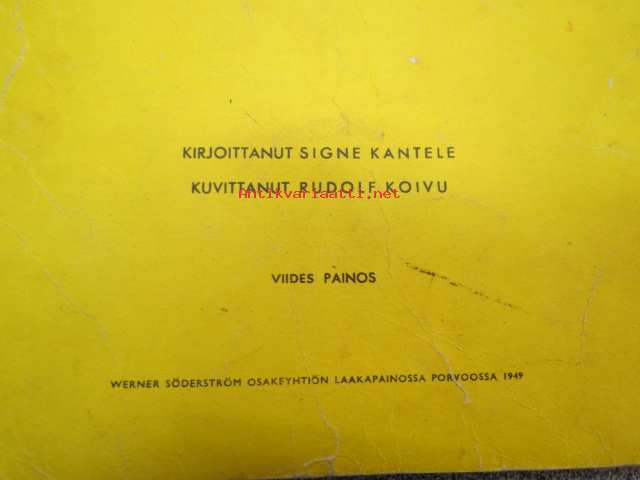 KIRJOITTANUT SIGNE KANTELE
KUVITTANUT RUDOLF KOIVU
Antikvariaatti.net
VIIDES PAINOS
WERNER SÖDERSTRÖM OSAKEYHTIÖN LAAKAPAINOSSA PORVOOSSA 1949